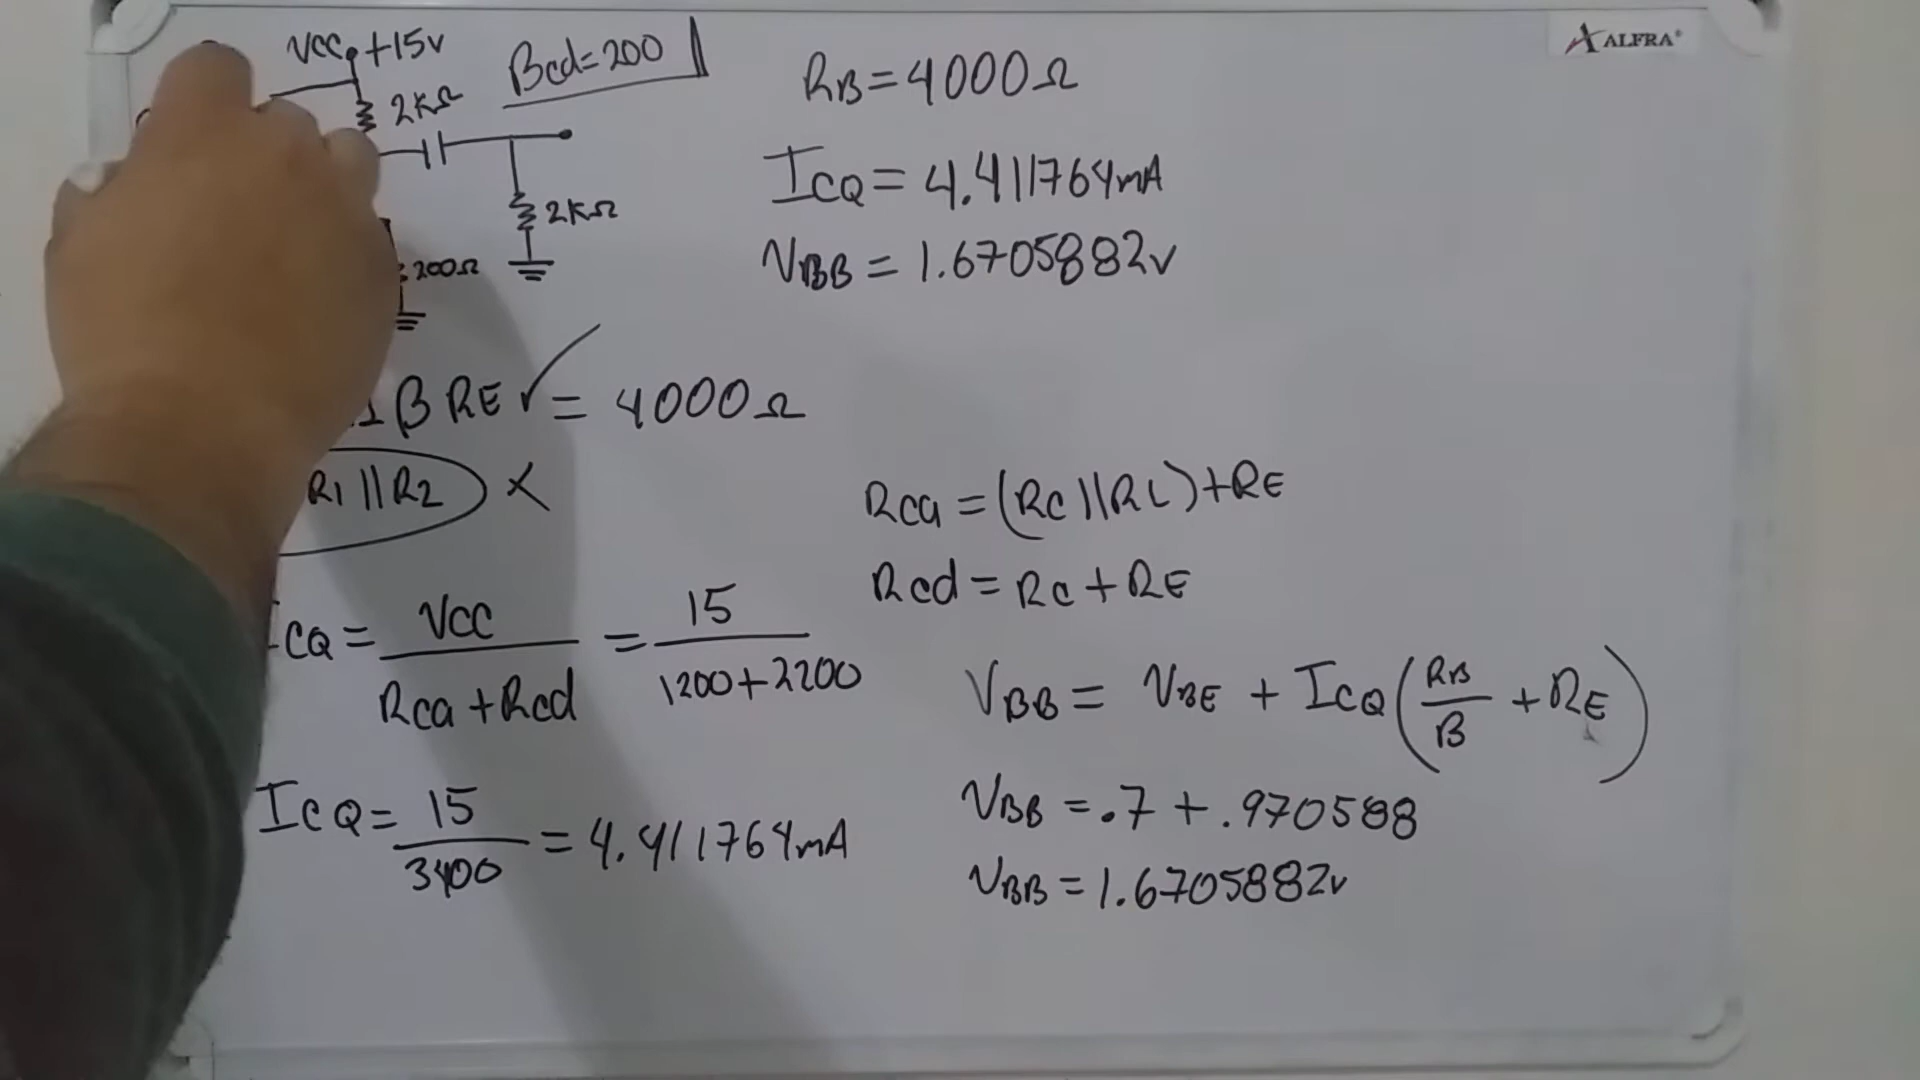 VCC +15v
Bcd=200
2KΩ
2KΩ
200Ω
RB=4000Ω
ICQ = 4.411764mA
VBB = 1.6705882v
ALFRA
β RE ✓ = 4000Ω
R1 || R2 ×
Rca = (Rc || RL) + RE
Rcd = Rc + RE
CQ = VCC / Rca + Rcd = 15 / 1200+2200
VBB = VBE + ICQ (RB / β + RE)
ICQ = 15 / 3400 = 4.411764mA
VBB = .7 + .970588
VBB = 1.6705882v